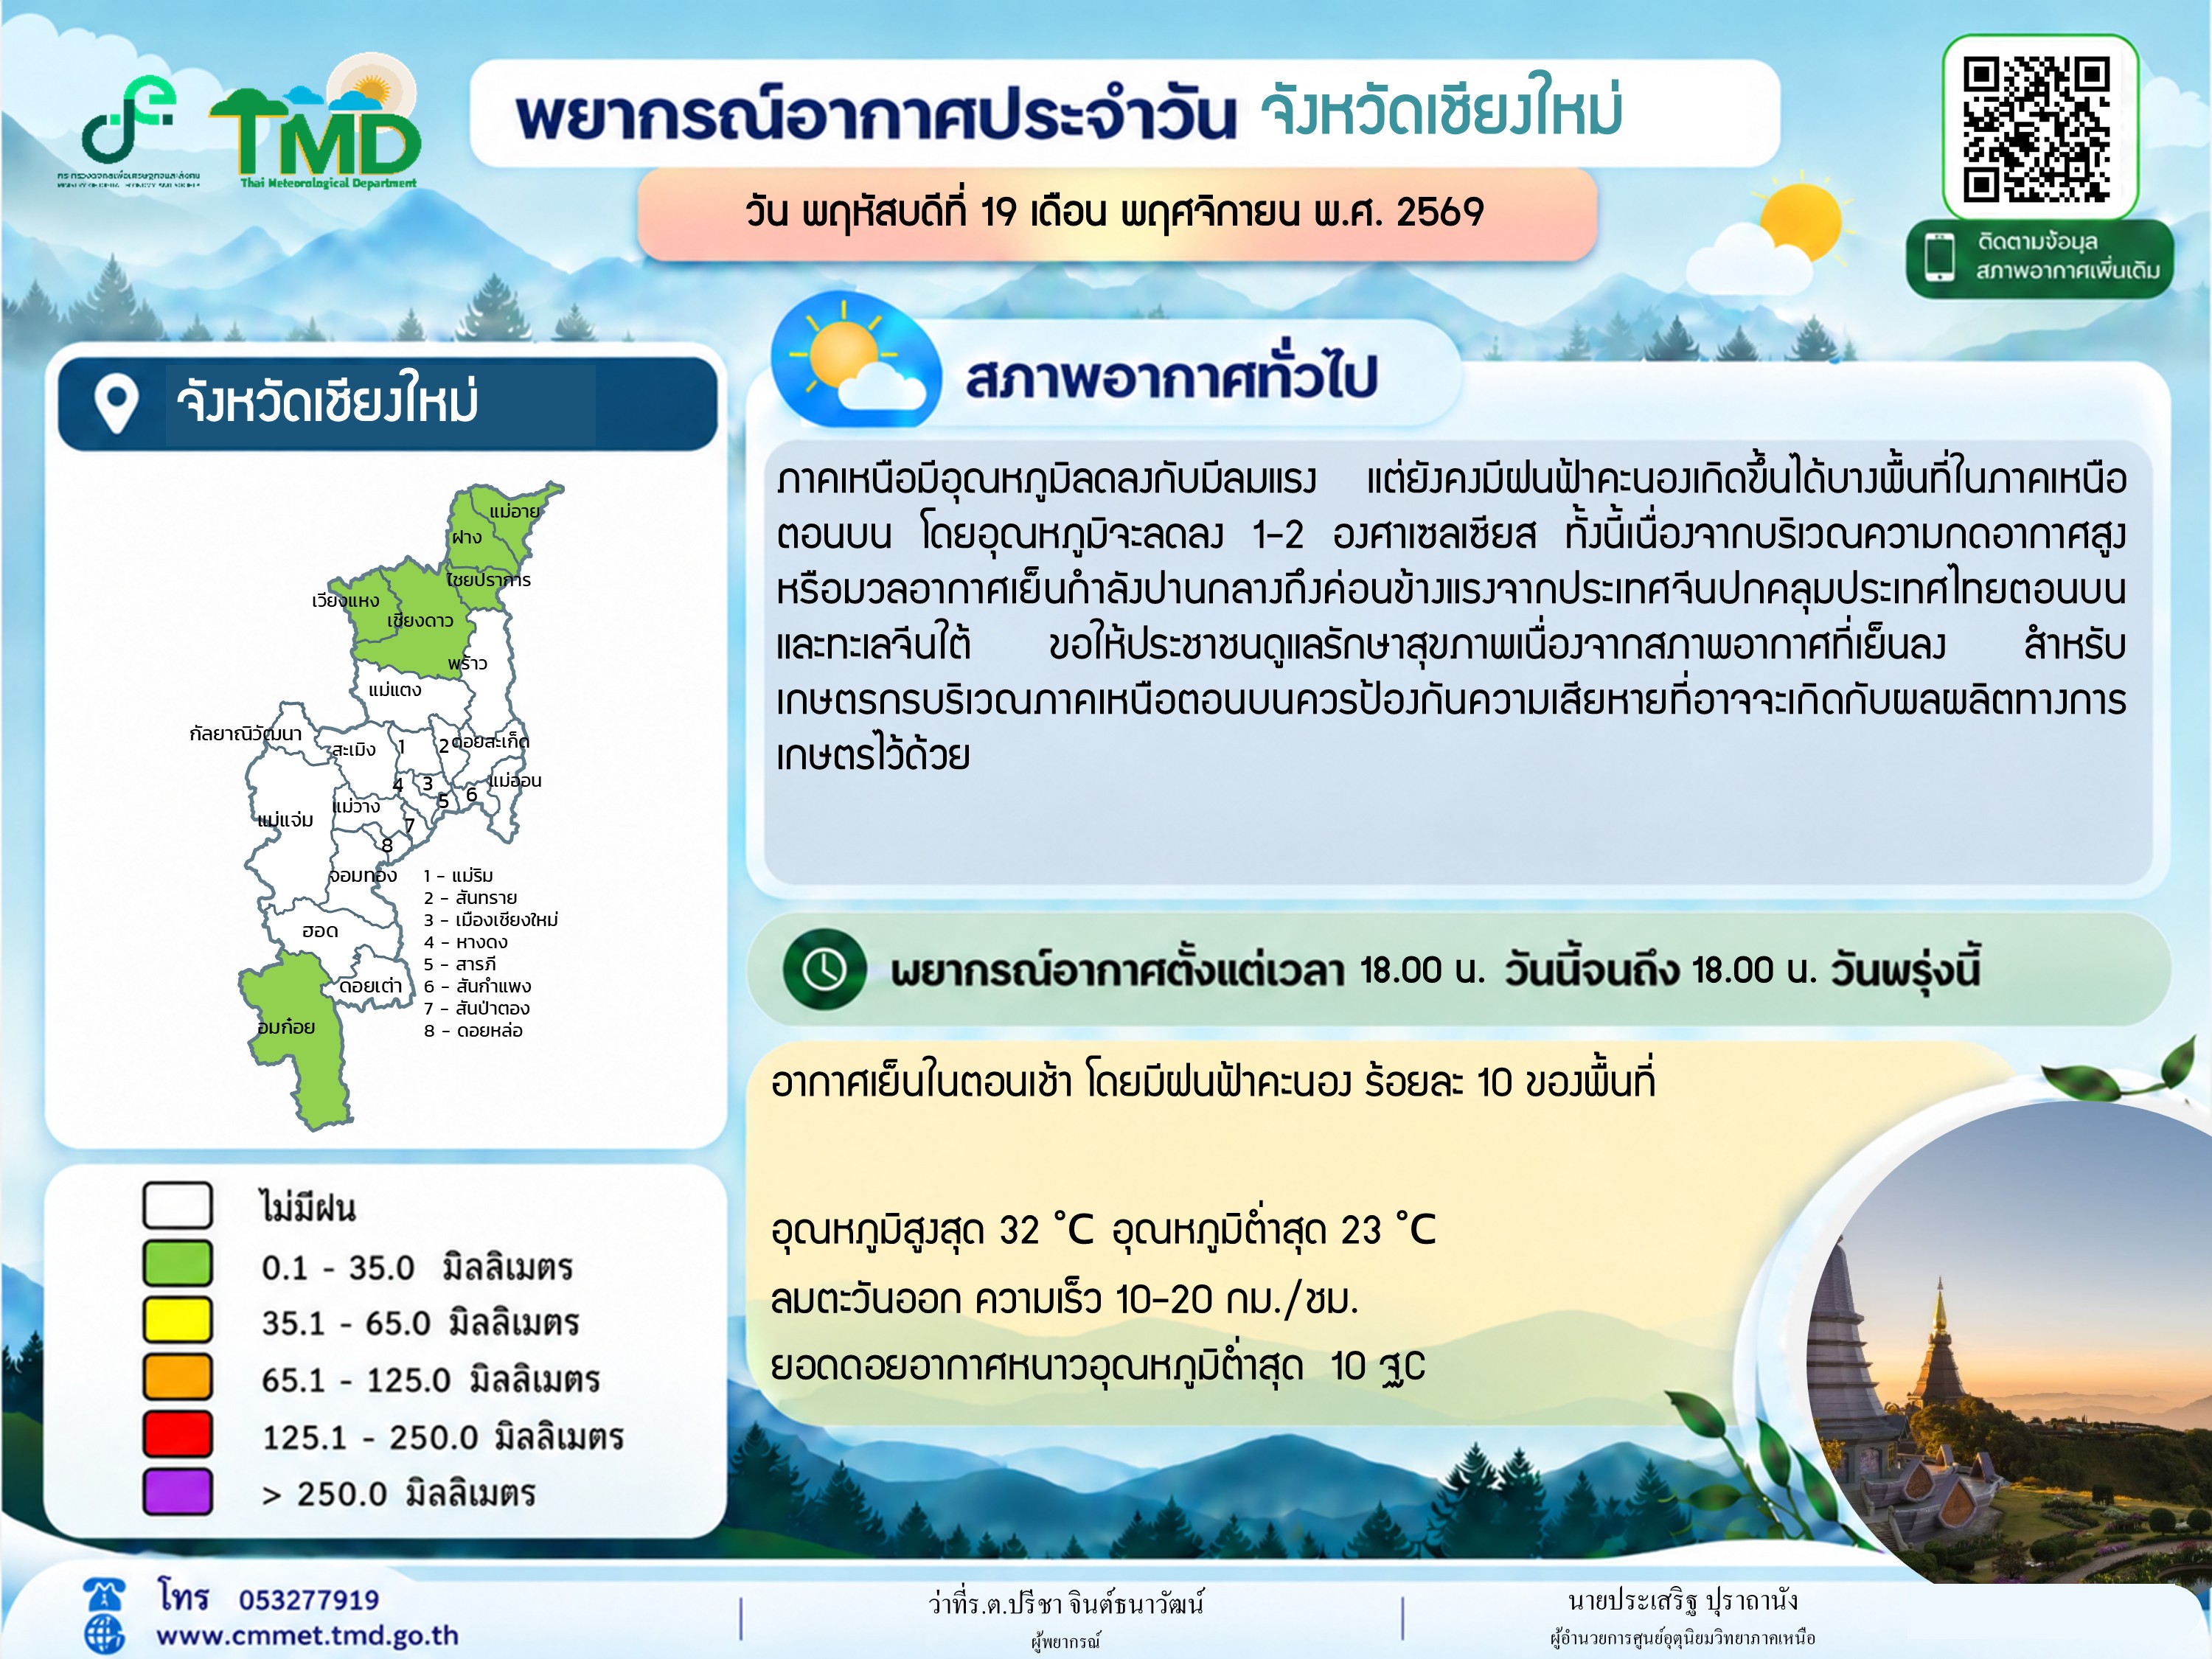 พยากรณ์อากาศประจำวัน จังหวัดเชียงใหม่
TMD
Thai Meteorological Department
วัน พฤหัสบดีที่ 19 เดือน พฤศจิกายน พ.ศ. 2569
ติดตามข้อมูล
สภาพอากาศเพิ่มเติม
จังหวัดเชียงใหม่
แม่อาย
ฝาง
ไชยปราการ
เวียงแหง
เชียงดาว
พร้าว
แม่แตง
กัลยาณิวัฒนา
สะเมิง
1
2
ดอยสะเก็ด
4
3
แม่ออน
5
6
แม่วาง
แม่แจ่ม
7
8
จอมทอง
1 - แม่ริม
2 - สันทราย
3 - เมืองเชียงใหม่
4 - หางดง
5 - สารภี
6 - สันกำแพง
7 - สันป่าตอง
8 - ดอยหล่อ
ฮอด
ดอยเต่า
อมก๋อย
ไม่มีฝน
0.1 - 35.0 มิลลิเมตร
35.1 - 65.0 มิลลิเมตร
65.1 - 125.0 มิลลิเมตร
125.1 - 250.0 มิลลิเมตร
> 250.0 มิลลิเมตร
สภาพอากาศทั่วไป
ภาคเหนือมีอุณหภูมิลดลงกับมีลมแรง แต่ยังคงมีฝนฟ้าคะนองเกิดขึ้นได้บางพื้นที่ในภาคเหนือ
ตอนบน โดยอุณหภูมิจะลดลง 1-2 องศาเซลเซียส ทั้งนี้เนื่องจากบริเวณความกดอากาศสูง
หรือมวลอากาศเย็นกำลังปานกลางถึงค่อนข้างแรงจากประเทศจีนปกคลุมประเทศไทยตอนบน
และทะเลจีนใต้ ขอให้ประชาชนดูแลรักษาสุขภาพเนื่องจากสภาพอากาศที่เย็นลง สำหรับ
เกษตรกรบริเวณภาคเหนือตอนบนควรป้องกันความเสียหายที่อาจจะเกิดกับผลผลิตทางการ
เกษตรไว้ด้วย
พยากรณ์อากาศตั้งแต่เวลา 18.00 น. วันนี้จนถึง 18.00 น. วันพรุ่งนี้
อากาศเย็นในตอนเช้า โดยมีฝนฟ้าคะนอง ร้อยละ 10 ของพื้นที่
อุณหภูมิสูงสุด 32 °C อุณหภูมิต่ำสุด 23 °C
ลมตะวันออก ความเร็ว 10-20 กม./ชม.
ยอดดอยอากาศหนาวอุณหภูมิต่ำสุด 10 ฐC
โทร 053277919
www.cmmet.tmd.go.th
ว่าที่ร.ต.ปรีชา จินต์ธนาวัฒน์
ผู้พยากรณ์
นายประเสริฐ ปุราถานัง
ผู้อำนวยการศูนย์อุตุนิยมวิทยาภาคเหนือ